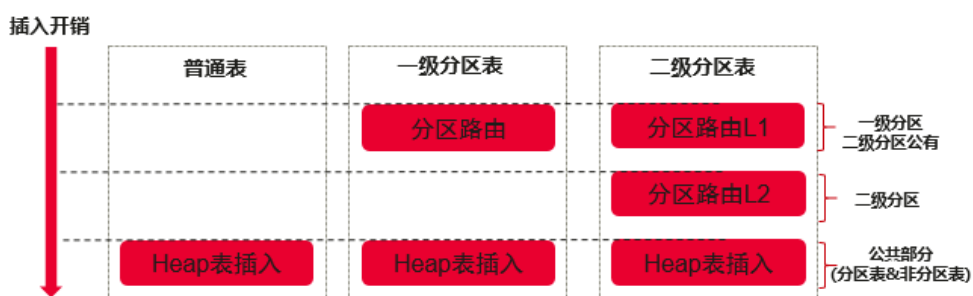 插入开销
普通表
一级分区表
二级分区表
分区路由
分区路由L1
一级分区
二级分区公有
分区路由L2
二级分区
Heap表插入
Heap表插入
Heap表插入
公共部分
(分区表&非分区表)